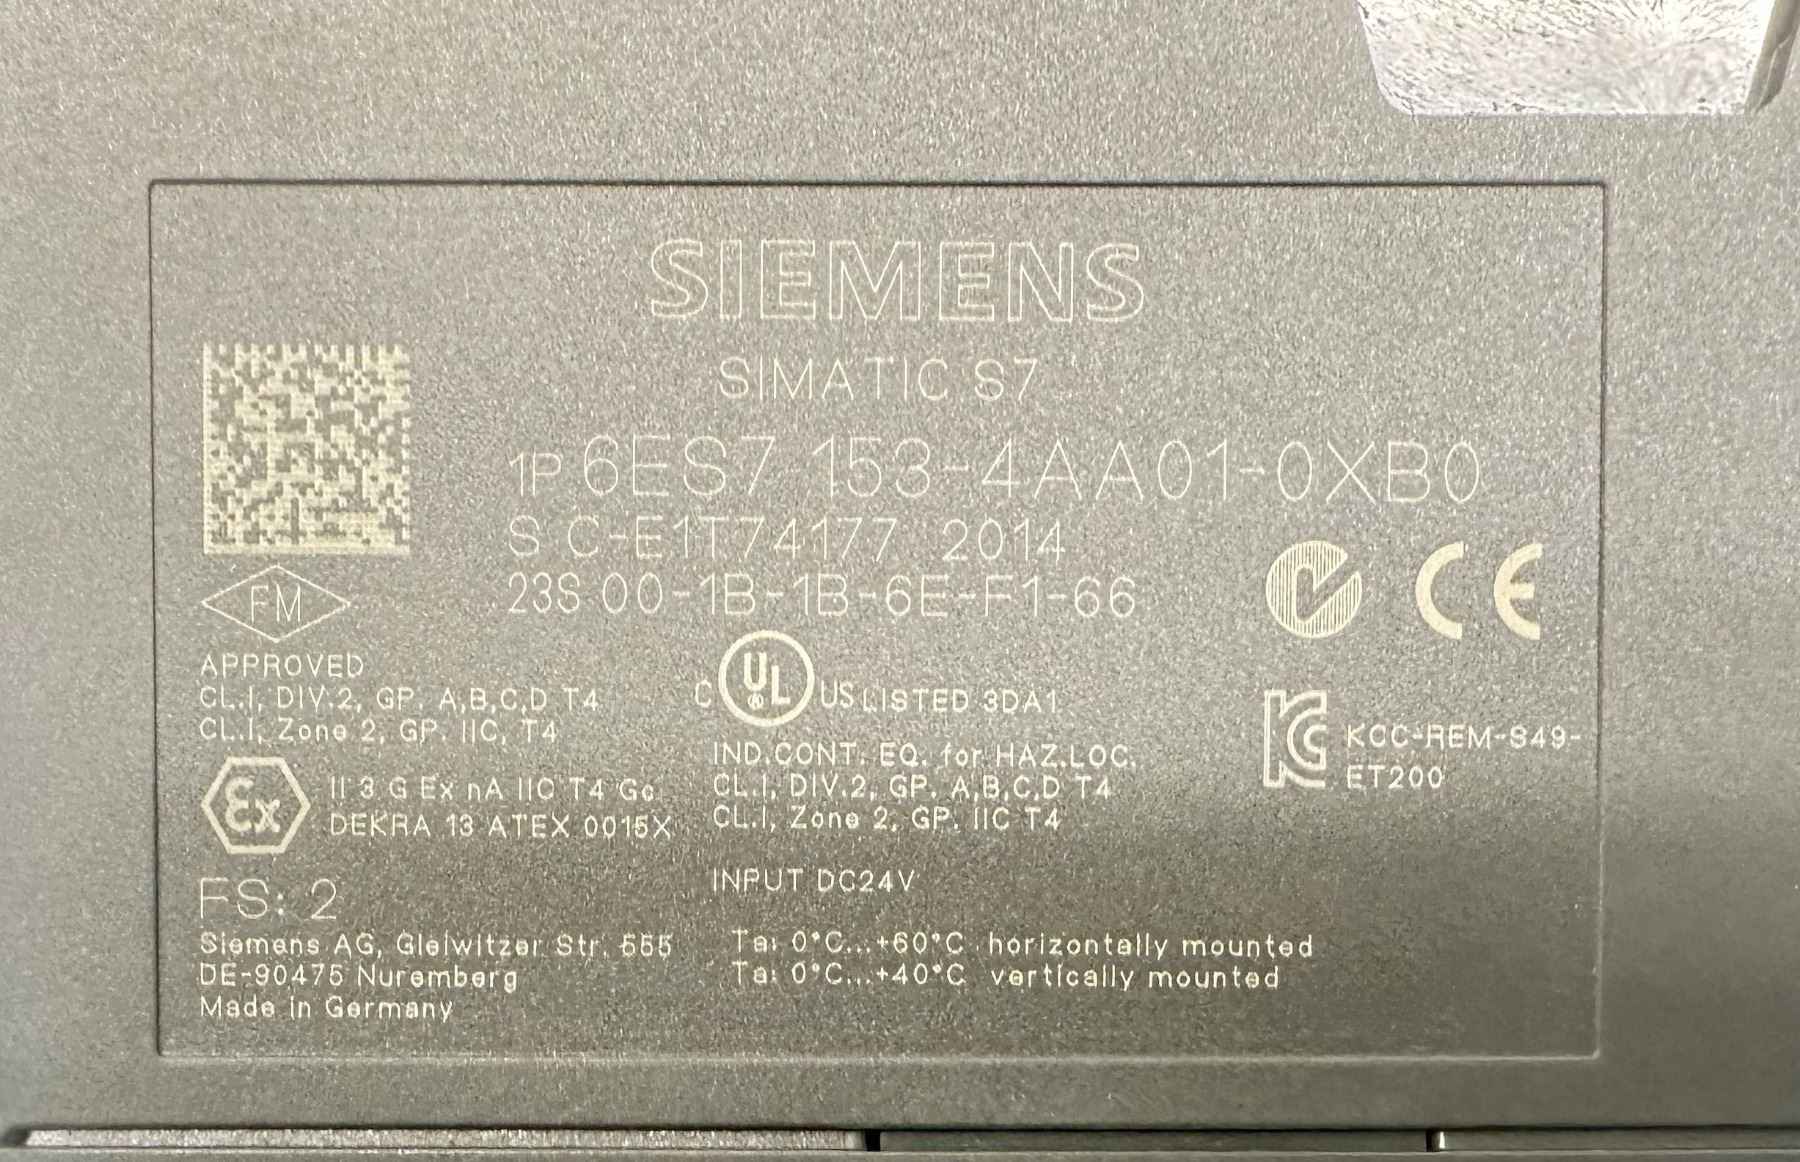 SIEMENS
SIMATIC S7
1P 6ES7 153-4AA01-0XB0
S C-E1T74177 2014
23S 00-1B-1B-6E-F1-66
FM
APPROVED
CL.I, DIV.2, GP. A,B,C,D T4
CL.I, Zone 2, GP. IIC, T4
Ex
II 3 G Ex nA IIC T4 Gc
DEKRA 13 ATEX 0015X
FS: 2
Siemens AG, Gleiwitzer Str. 555
DE-90475 Nuremberg
Made in Germany
C UL ® US LISTED 3DA1
IND.CONT. EQ. for HAZ.LOC.
CL.I, DIV.2, GP. A,B,C,D T4
CL.I, Zone 2, GP. IIC T4
INPUT DC24V
Ta: 0°C...+60°C horizontally mounted
Ta: 0°C...+40°C vertically mounted
CE
KCC-REM-S49-
ET200